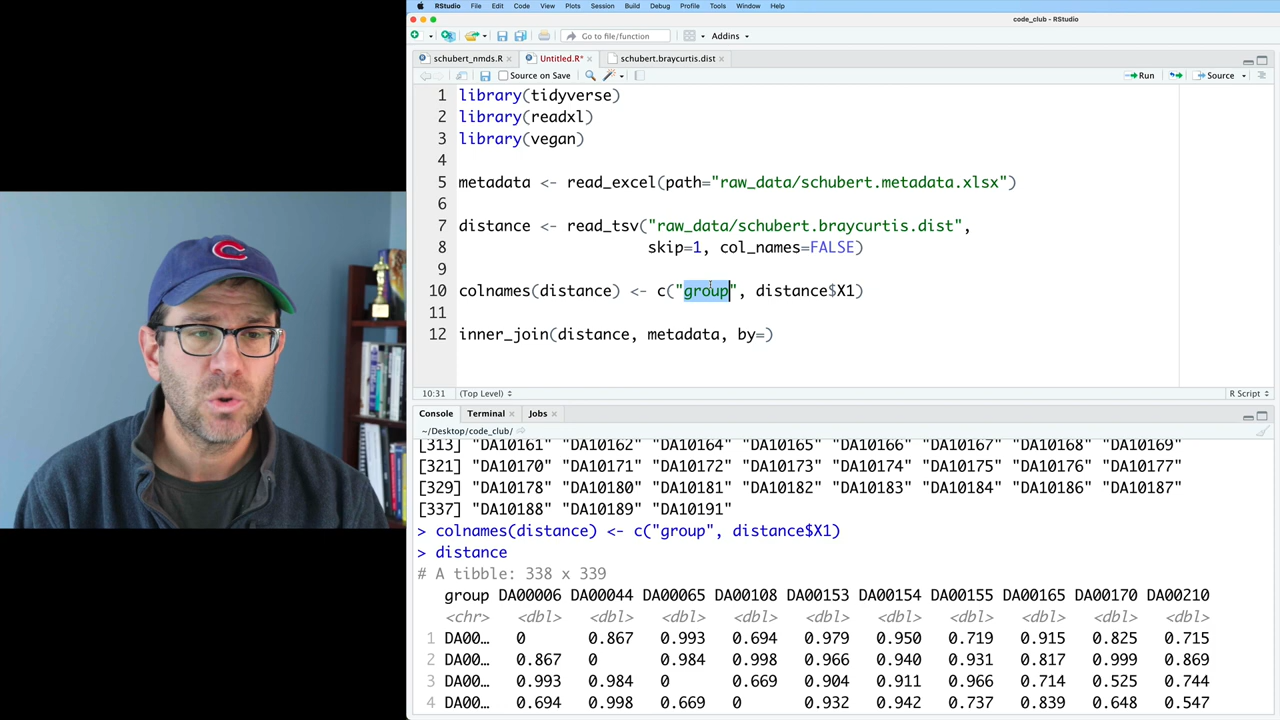 RStudio File Edit Code View Plots Session Build Debug Profile Tools Window Help
code_club - RStudio
Go to file/function Addins
schubert_nmds.R Untitled.R* schubert.braycurtis.dist
Source on Save Run Source
1 library(tidyverse)
2 library(readxl)
3 library(vegan)
4
5 metadata <- read_excel(path="raw_data/schubert.metadata.xlsx")
6
7 distance <- read_tsv("raw_data/schubert.braycurtis.dist",
8 skip=1, col_names=FALSE)
9
10 colnames(distance) <- c("group", distance$X1)
11
12 inner_join(distance, metadata, by=)
10:31 (Top Level) R Script
Console Terminal Jobs
~/Desktop/code_club/
[313] "DA10161" "DA10162" "DA10164" "DA10165" "DA10166" "DA10167" "DA10168" "DA10169"
[321] "DA10170" "DA10171" "DA10172" "DA10173" "DA10174" "DA10175" "DA10176" "DA10177"
[329] "DA10178" "DA10180" "DA10181" "DA10182" "DA10183" "DA10184" "DA10186" "DA10187"
[337] "DA10188" "DA10189" "DA10191"
> colnames(distance) <- c("group", distance$X1)
> distance
# A tibble: 338 x 339
group DA00006 DA00044 DA00065 DA00108 DA00153 DA00154 DA00155 DA00165 DA00170 DA00210
<chr> <dbl> <dbl> <dbl> <dbl> <dbl> <dbl> <dbl> <dbl> <dbl> <dbl>
1 DA00… 0 0.867 0.993 0.694 0.979 0.950 0.719 0.915 0.825 0.715
2 DA00… 0.867 0 0.984 0.998 0.966 0.940 0.931 0.817 0.999 0.869
3 DA00… 0.993 0.984 0 0.669 0.904 0.911 0.966 0.714 0.525 0.744
4 DA00… 0.694 0.998 0.669 0 0.932 0.942 0.737 0.839 0.648 0.547